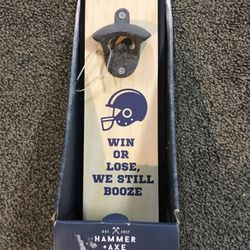 WIN
OR
LOSE,
WE STILL
BOOZE
EST. 2017
HAMMER
+AXE